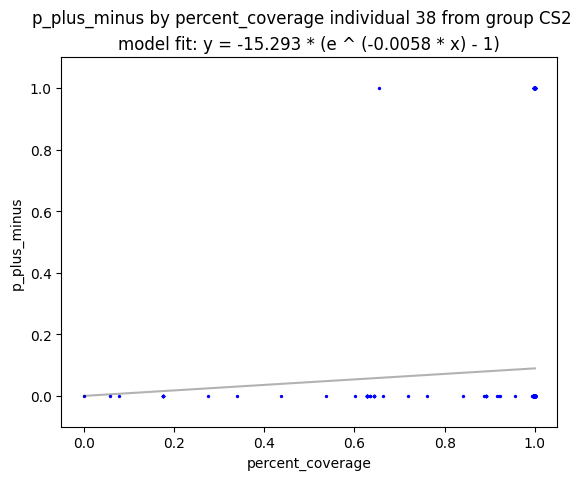 p_plus_minus by percent_coverage individual 38 from group CS2
model fit: y = -15.293 * (e ^ (-0.0058 * x) - 1)
1.0
0.8
0.6
0.4
0.2
0.0
p_plus_minus
0.0 0.2 0.4 0.6 0.8 1.0
percent_coverage